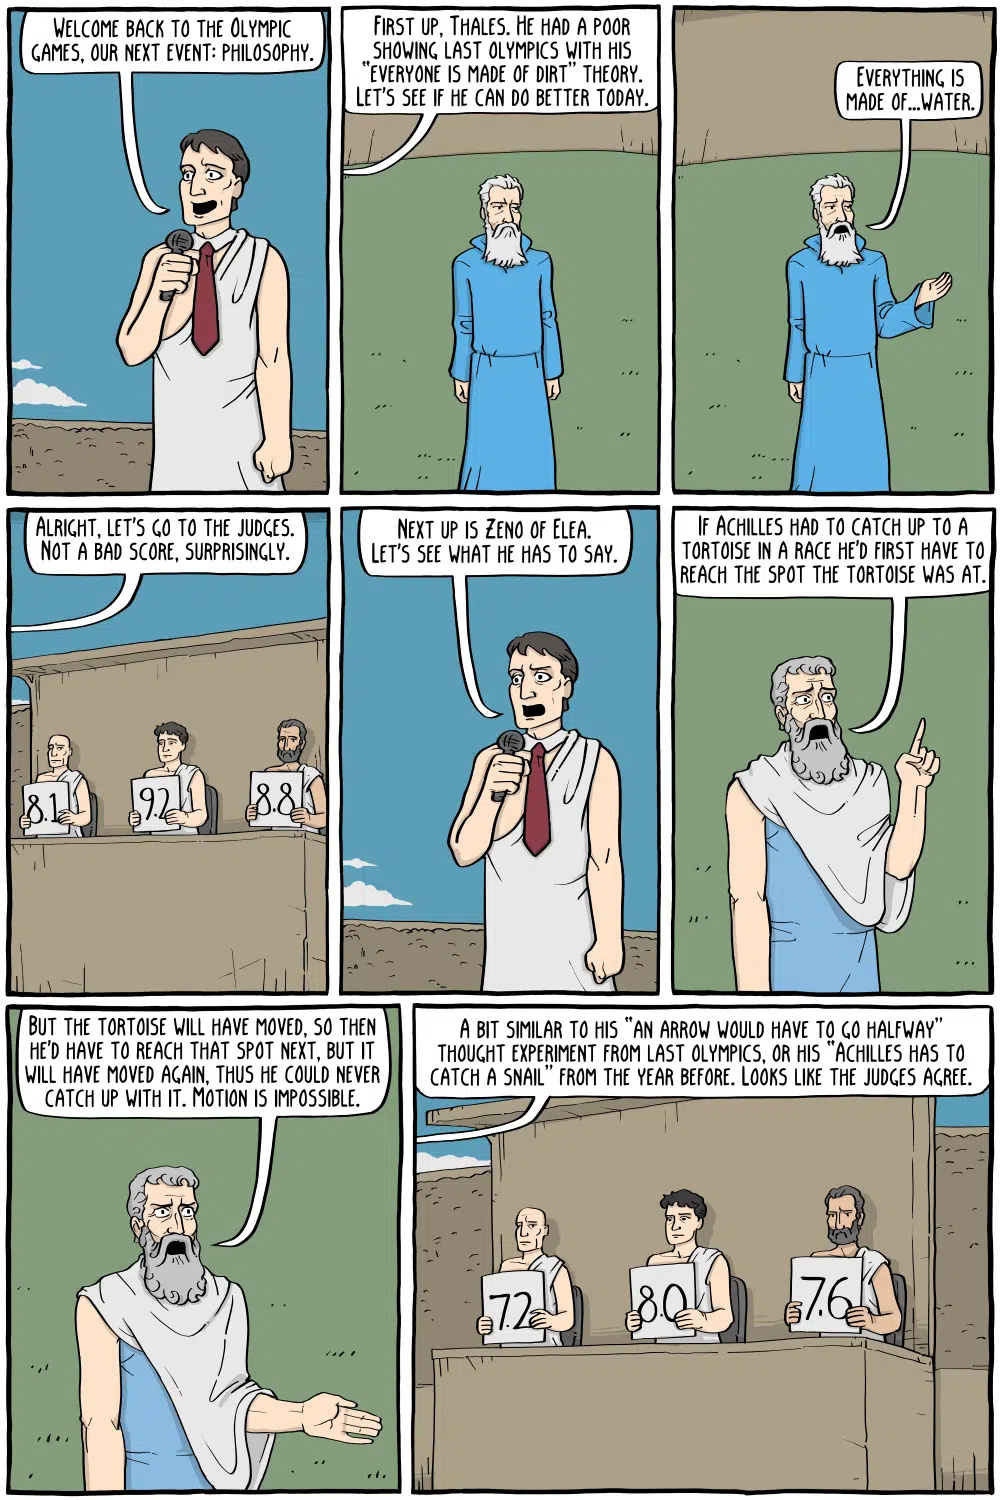 Welcome back to the Olympic
games, our next event: philosophy.
First up, Thales. He had a poor
showing last olympics with his
"everyone is made of dirt" theory.
Let's see if he can do better today.
Everything is
made of...water.
Alright, let's go to the judges.
Not a bad score, surprisingly.
8.1
9.2
8.8
Next up is Zeno of Elea.
Let's see what he has to say.
If Achilles had to catch up to a
tortoise in a race he'd first have to
reach the spot the tortoise was at.
But the tortoise will have moved, so then
he'd have to reach that spot next, but it
will have moved again, thus he could never
catch up with it. Motion is impossible.
A bit similar to his "an arrow would have to go halfway"
thought experiment from last olympics, or his "Achilles has to
catch a snail" from the year before. Looks like the judges agree.
7.2
8.0
7.6